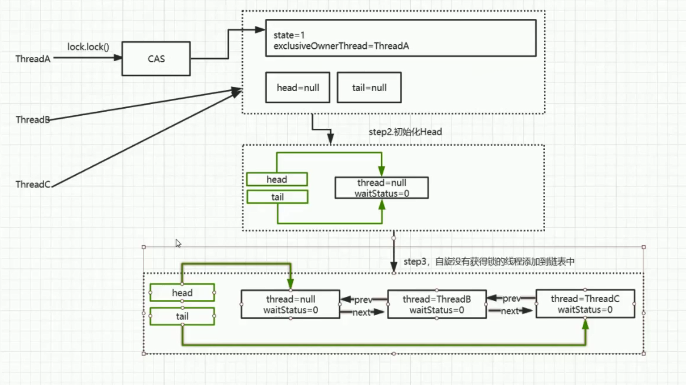 lock.lock()
ThreadA
CAS
state=1
exclusiveOwnerThread=ThreadA
head=null
tail=null
ThreadB
ThreadC
step2.初始化Head
head
tail
thread=null
waitStatus=0
step3，自旋没有获得锁的线程添加到链表中
head
tail
thread=null
waitStatus=0
prev
next
thread=ThreadB
waitStatus=0
prev
next
thread=ThreadC
waitStatus=0